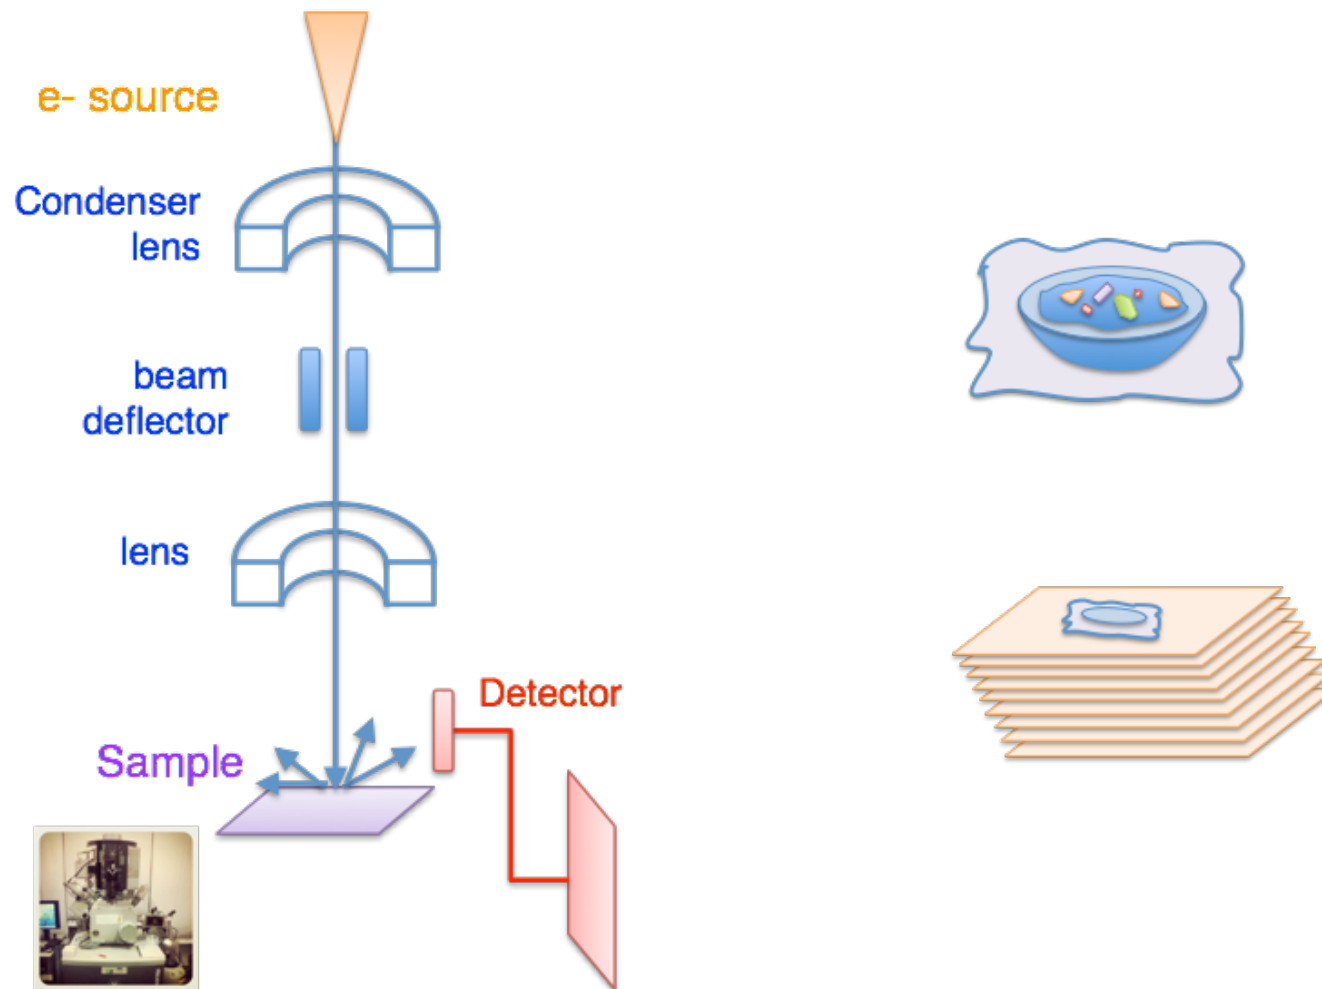 e- source
Condenser
lens
beam
deflector
lens
Detector
Sample